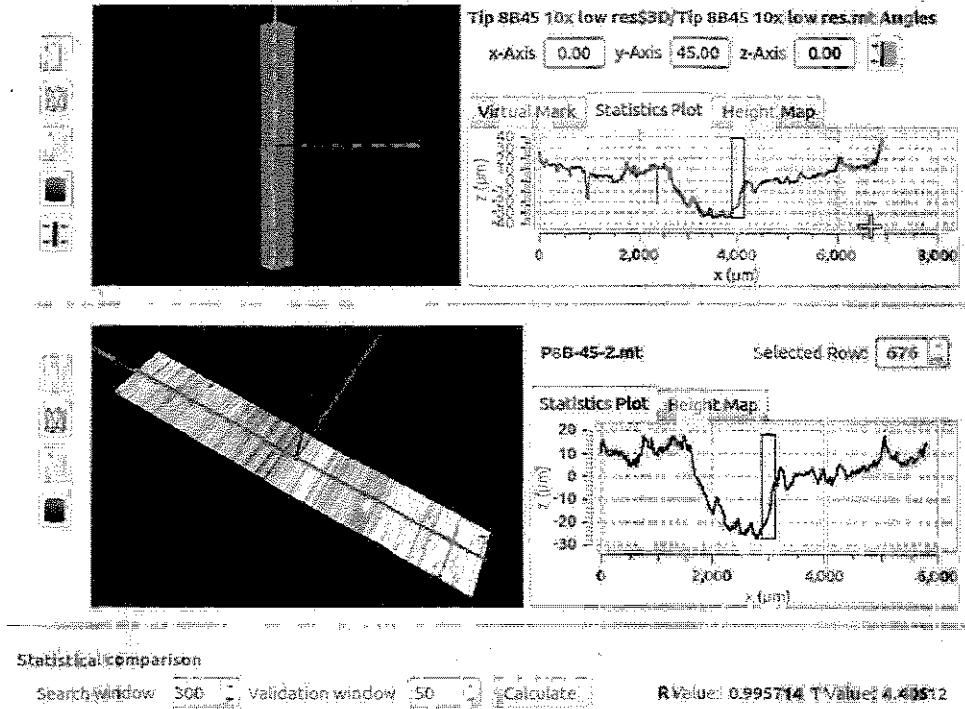 Tip 8B45 10x low res$3D/Tip 8B45 10x low res.mt Angles
x-Axis 0.00 y-Axis 45.00 z-Axis 0.00
Virtual Mark Statistics Plot Height Map
z (µm)
0 2,000 4,000 6,000 8,000
x (µm)
P8B-45-2.mt Selected Row: 676
Statistics Plot Height Map
20
10
0
-10
-20
-30
z (µm)
0 2,000 4,000 6,000
x (µm)
Statistical comparison
Search window 300 Validation window 50 Calculate R Value: 0.995714 T Value: